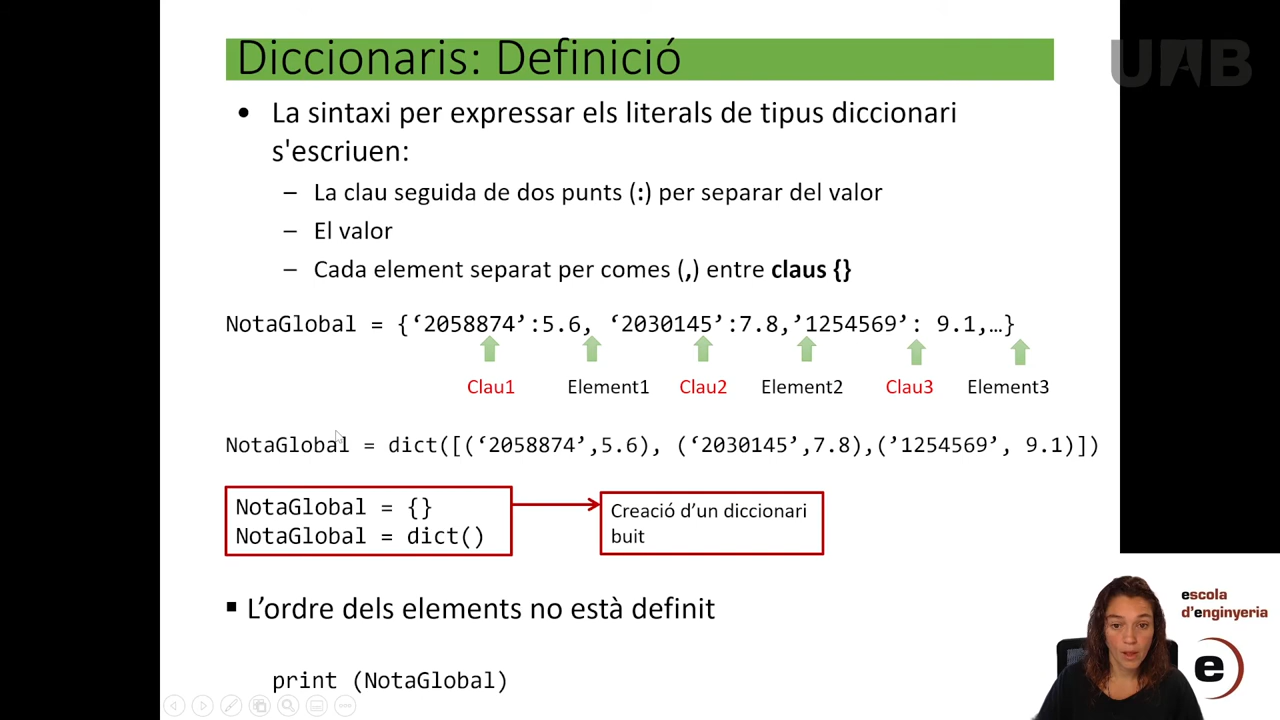 Diccionaris: Definició
UAB
• La sintaxi per expressar els literals de tipus diccionari
s'escriuen:
– La clau seguida de dos punts (:) per separar del valor
– El valor
– Cada element separat per comes (,) entre claus {}
NotaGlobal = {‘2058874’:5.6, ‘2030145’:7.8,’1254569’: 9.1,…}
Clau1 Element1 Clau2 Element2 Clau3 Element3
NotaGlobal = dict([(‘2058874’,5.6), (‘2030145’,7.8),(’1254569’, 9.1)])
NotaGlobal = {}
NotaGlobal = dict()
Creació d’un diccionari
buit
▪ L’ordre dels elements no està definit
print (NotaGlobal)
escola
d’enginyeria
e